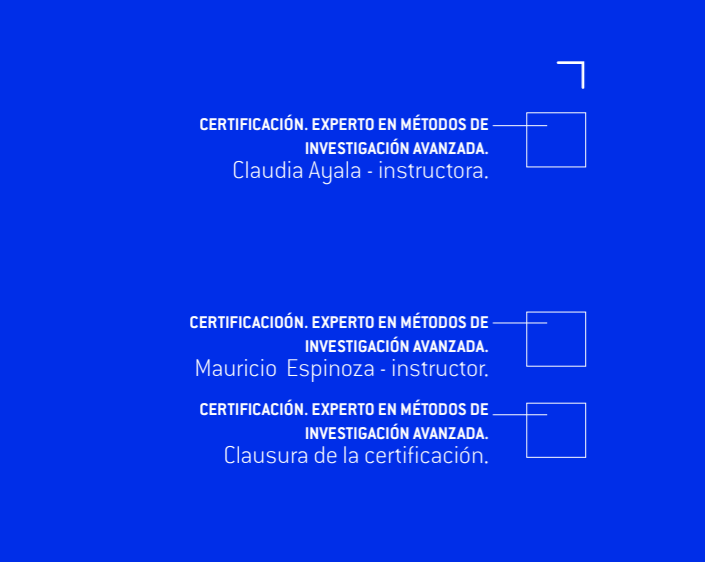 CERTIFICACIÓN. EXPERTO EN MÉTODOS DE
INVESTIGACIÓN AVANZADA.
Claudia Ayala - instructora.
CERTIFICACIOÓN. EXPERTO EN MÉTODOS DE
INVESTIGACIÓN AVANZADA.
Mauricio  Espinoza - instructor.
CERTIFICACIÓN. EXPERTO EN MÉTODOS DE
INVESTIGACIÓN AVANZADA.
Clausura de la certificación.